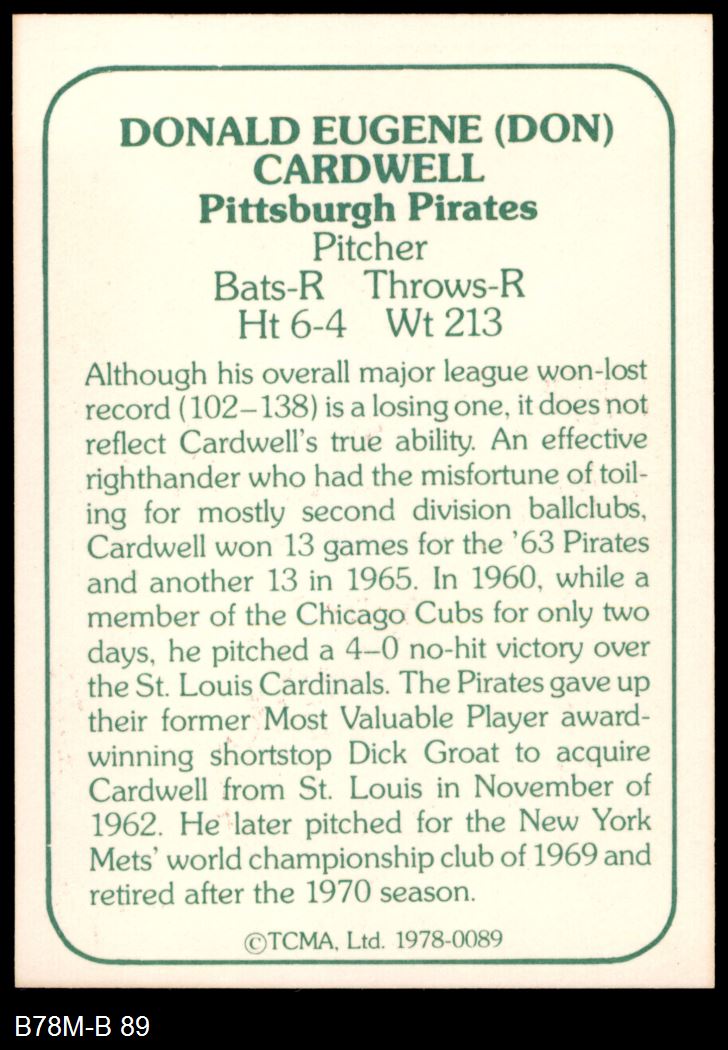 DONALD EUGENE (DON)
CARDWELL
Pittsburgh Pirates
Pitcher
Bats-R Throws-R
Ht 6-4 Wt 213
Although his overall major league won-lost
record (102–138) is a losing one, it does not
reflect Cardwell's true ability. An effective
righthander who had the misfortune of toil-
ing for mostly second division ballclubs,
Cardwell won 13 games for the '63 Pirates
and another 13 in 1965. In 1960, while a
member of the Chicago Cubs for only two
days, he pitched a 4–0 no-hit victory over
the St. Louis Cardinals. The Pirates gave up
their former Most Valuable Player award-
winning shortstop Dick Groat to acquire
Cardwell from St. Louis in November of
1962. He later pitched for the New York
Mets' world championship club of 1969 and
retired after the 1970 season.
©TCMA, Ltd. 1978-0089
B78M-B 89